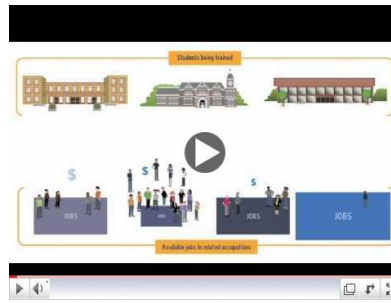 Students being trained
$
$
$
JOBS
JOBS
JOBS
JOBS
Available jobs in related occupations